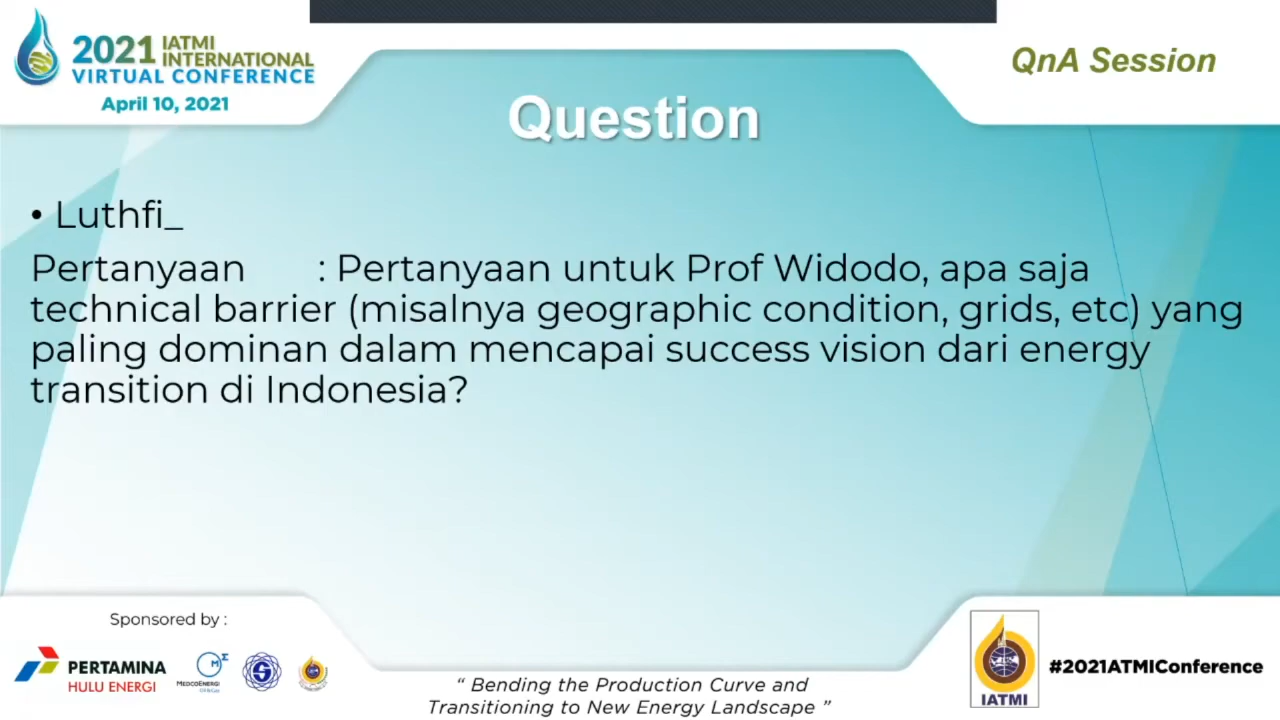 2021 IATMI
INTERNATIONAL
VIRTUAL CONFERENCE
April 10, 2021
QnA Session
Question
• Luthfi_
Pertanyaan : Pertanyaan untuk Prof Widodo, apa saja
technical barrier (misalnya geographic condition, grids, etc) yang
paling dominan dalam mencapai success vision dari energy
transition di Indonesia?
Sponsored by :
PERTAMINA
HULU ENERGI
MEDCOENERGI
“ Bending the Production Curve and
Transitioning to New Energy Landscape ”
IATMI
#2021ATMIConference